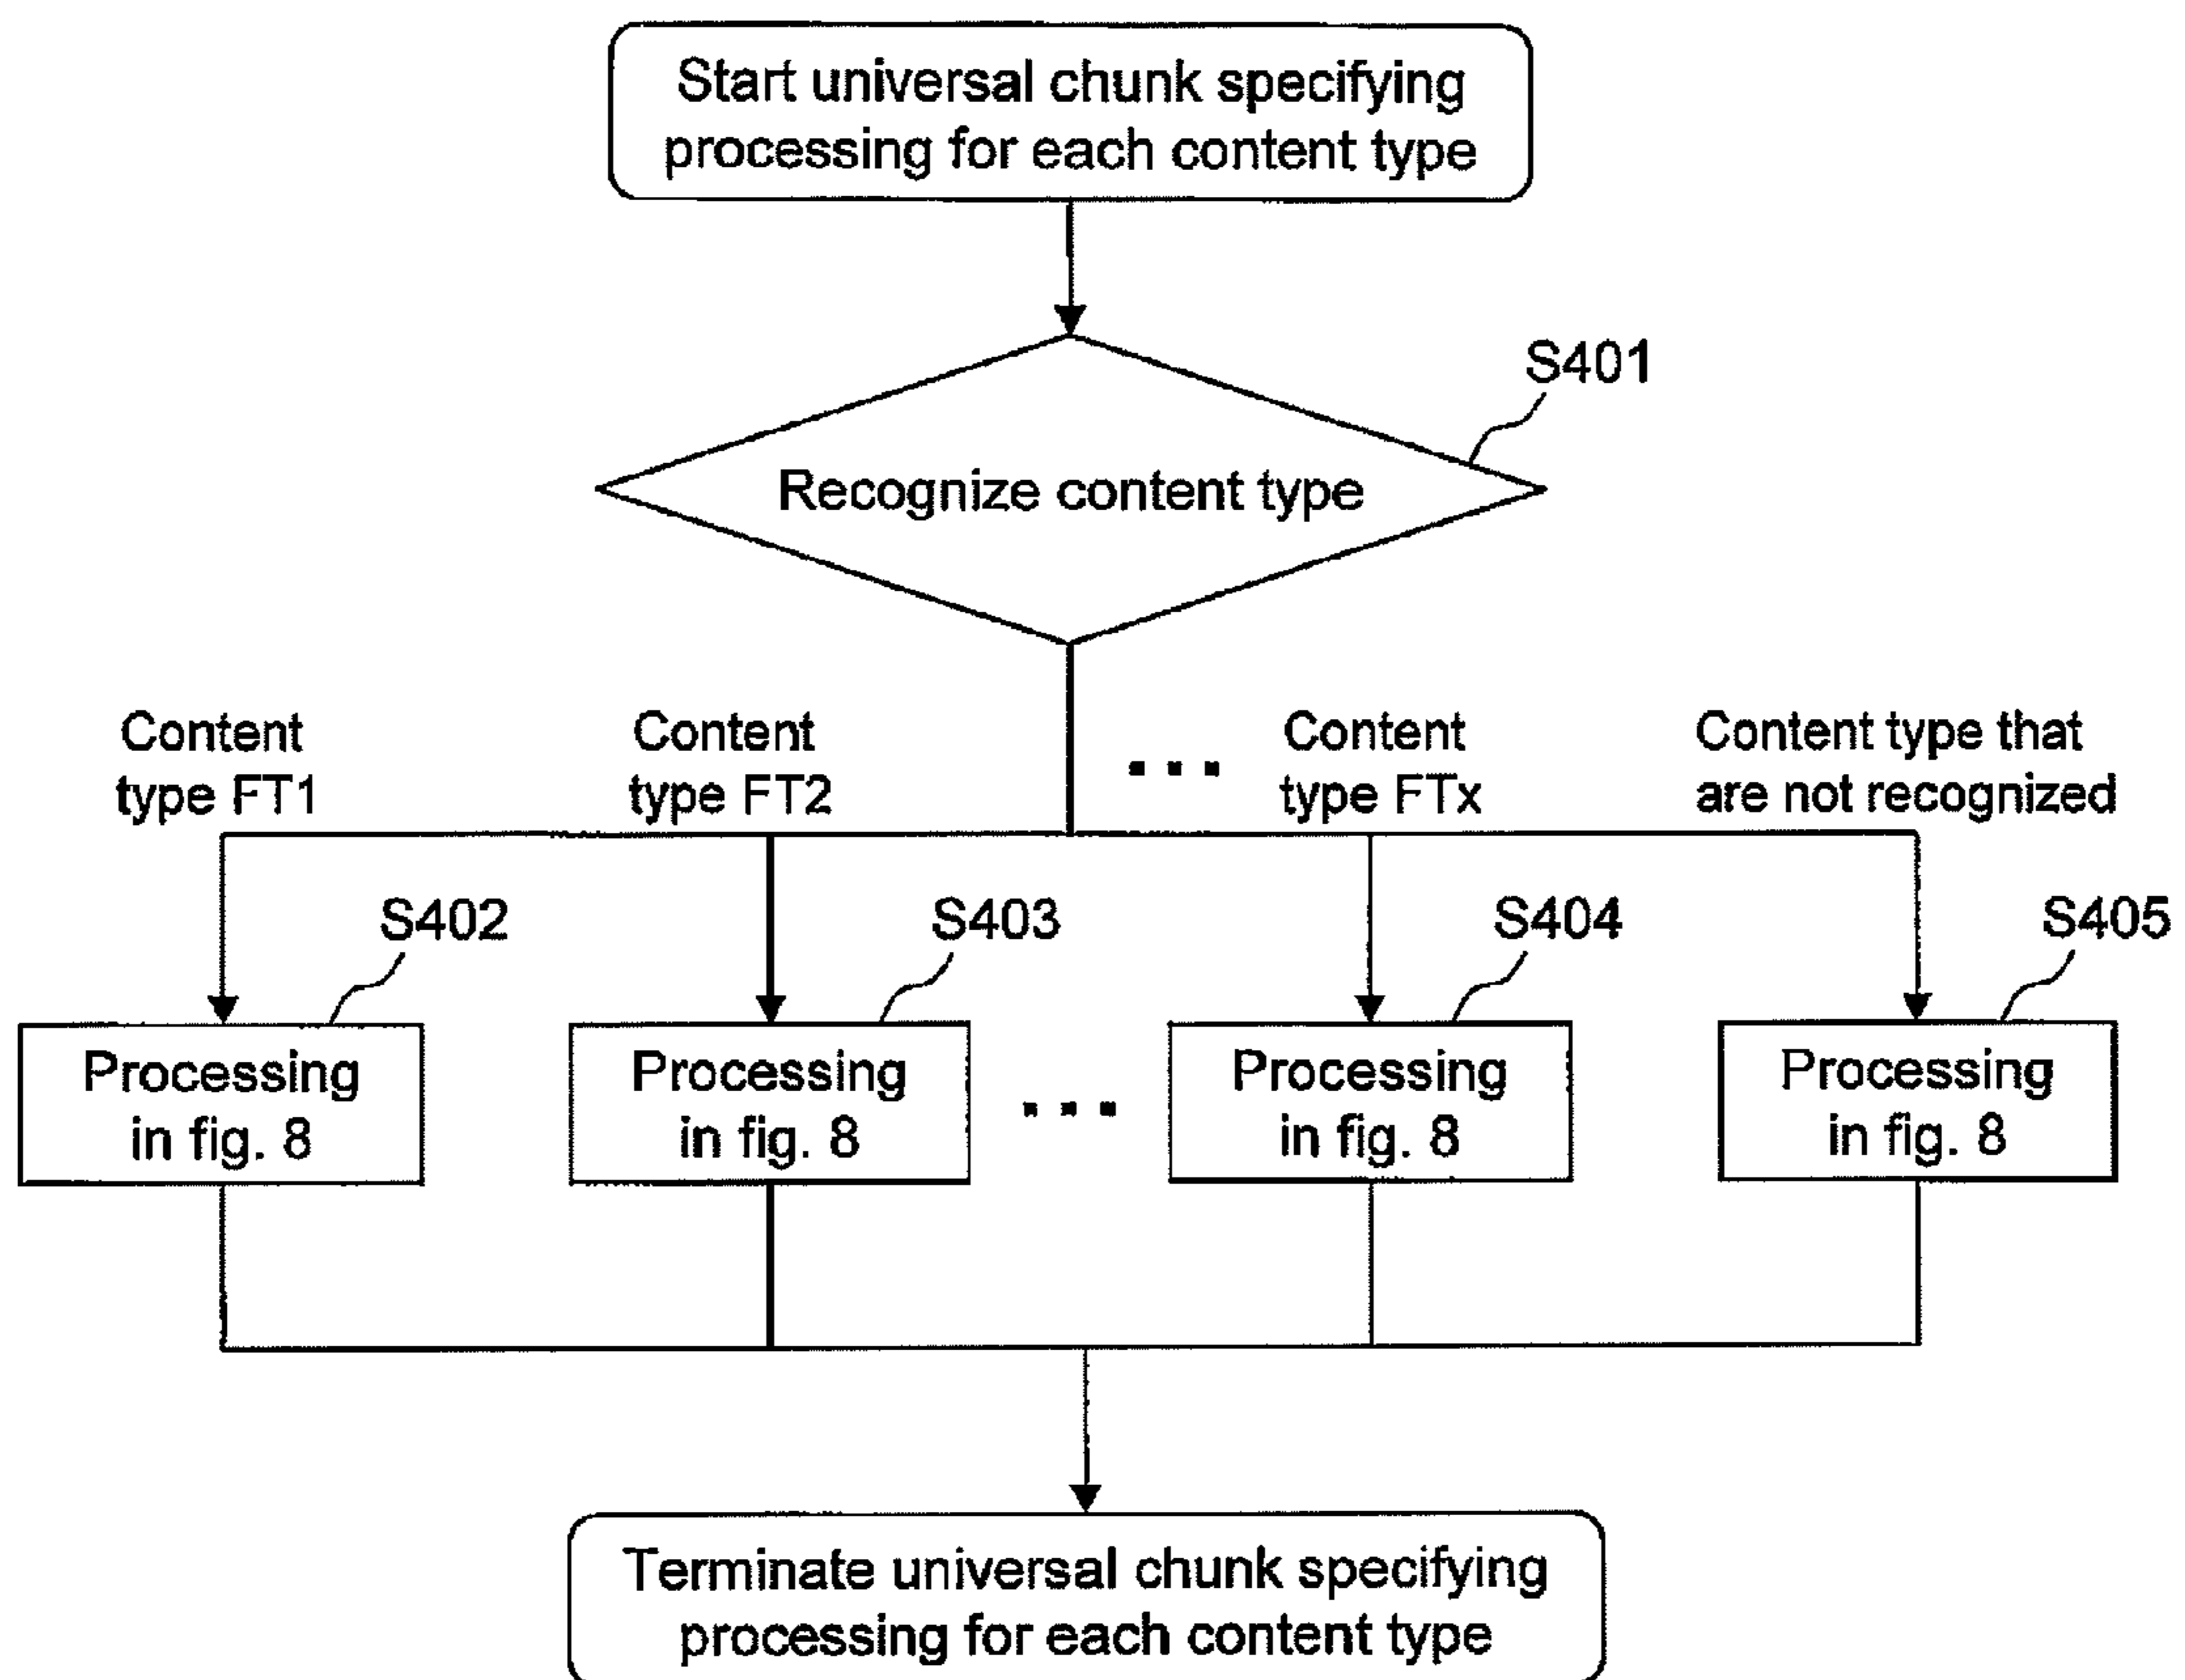 Start universal chunk specifying
processing for each content type
S401
Recognize content type
Content
type FT1
Content
type FT2
...
Content
type FTx
Content type that
are not recognized
S402
S403
S404
S405
Processing
in fig. 8
Processing
in fig. 8
...
Processing
in fig. 8
Processing
in fig. 8
Terminate universal chunk specifying
processing for each content type